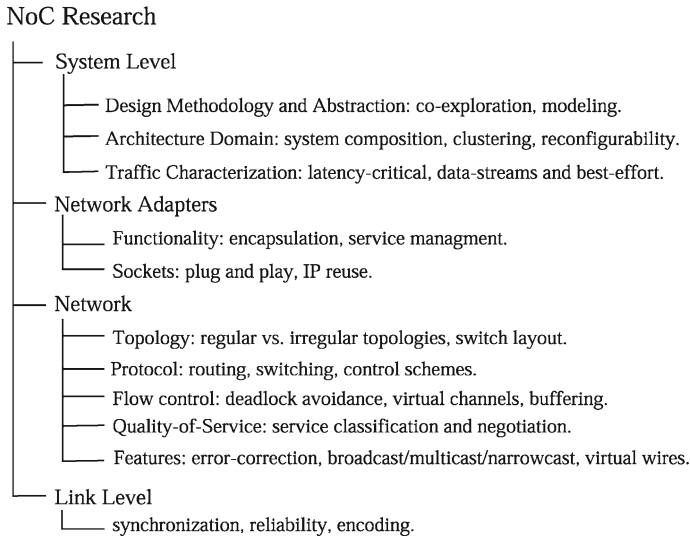 NoC Research
System Level
Design Methodology and Abstraction: co-exploration, modeling.
Architecture Domain: system composition, clustering, reconfigurability.
Traffic Characterization: latency-critical, data-streams and best-effort.
Network Adapters
Functionality: encapsulation, service managment.
Sockets: plug and play, IP reuse.
Network
Topology: regular vs. irregular topologies, switch layout.
Protocol: routing, switching, control schemes.
Flow control: deadlock avoidance, virtual channels, buffering.
Quality-of-Service: service classification and negotiation.
Features: error-correction, broadcast/multicast/narrowcast, virtual wires.
Link Level
synchronization, reliability, encoding.